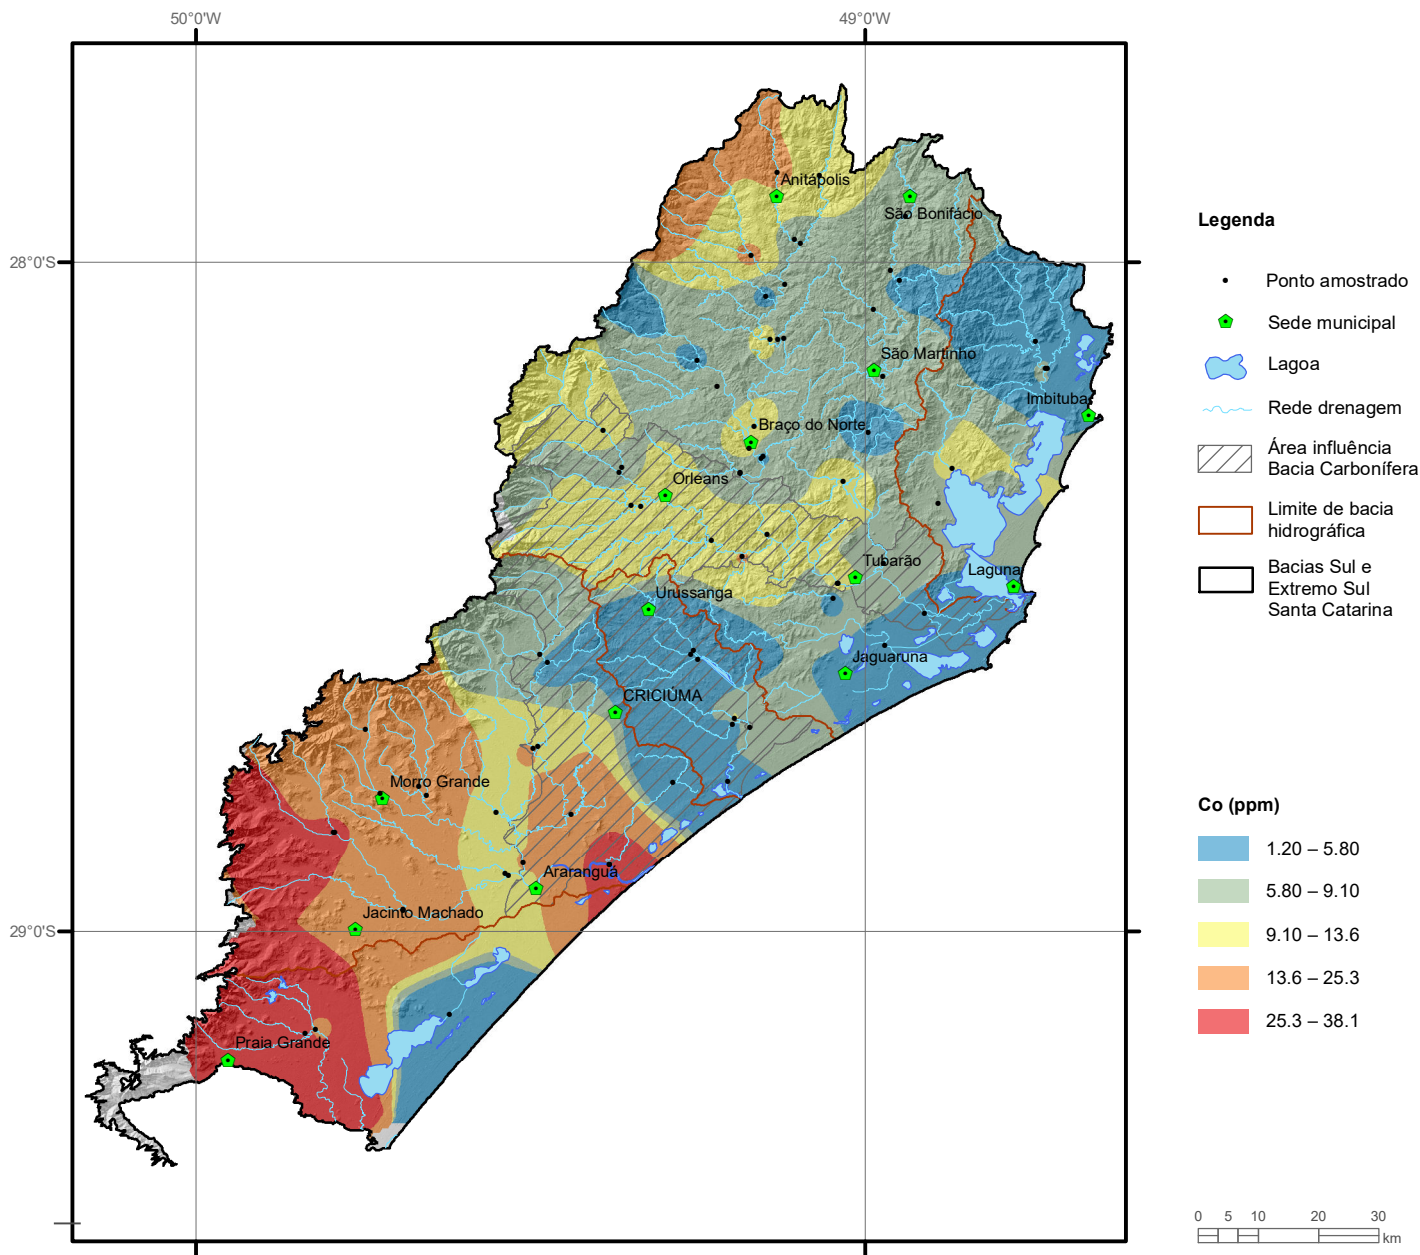 50°0'W
49°0'W
28°0'S
29°0'S
Anitápolis
São Bonifácio
São Martinho
Imbituba
Braço do Norte
Orleans
Tubarão
Laguna
Urussanga
Jaguaruna
CRICIÚMA
Morro Grande
Araranguá
Jacinto Machado
Praia Grande
Legenda
Ponto amostrado
Sede municipal
Lagoa
Rede drenagem
Área influência
Bacia Carbonífera
Limite de bacia
hidrográfica
Bacias Sul e
Extremo Sul
Santa Catarina
Co (ppm)
1.20 – 5.80
5.80 – 9.10
9.10 – 13.6
13.6 – 25.3
25.3 – 38.1
0 5 10 20 30
km